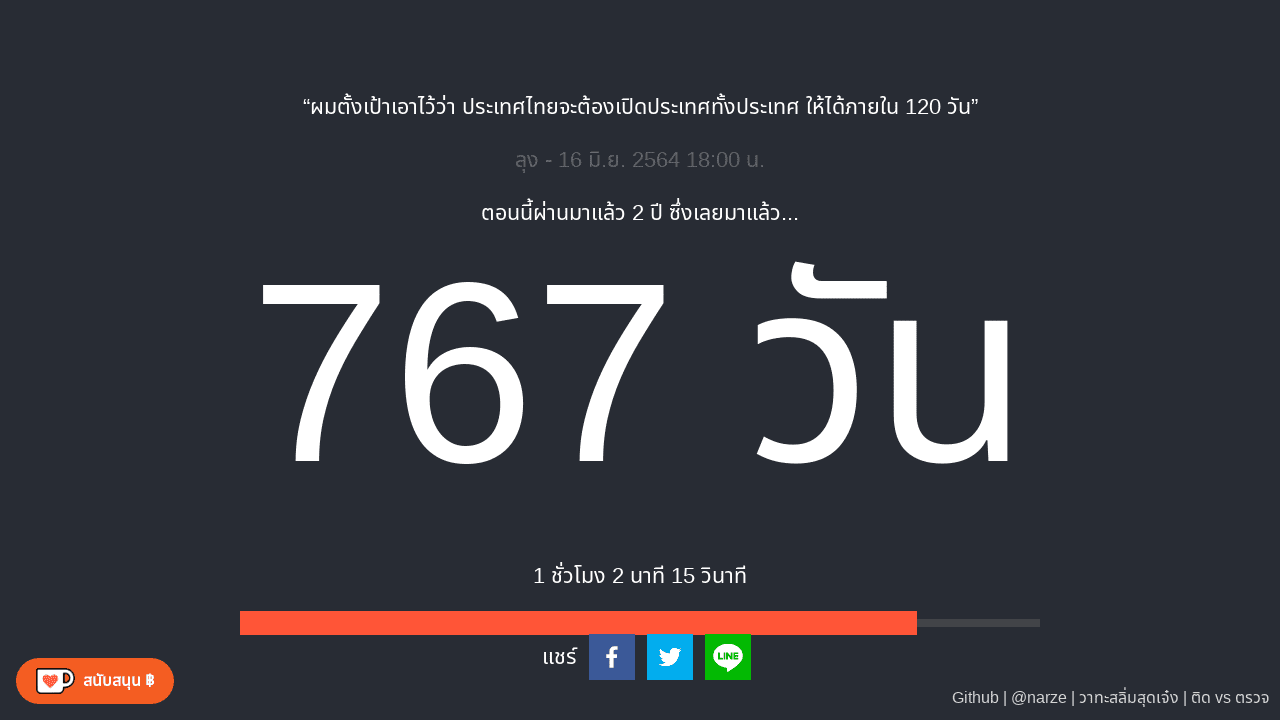 “ผมตั้งเป้าเอาไว้ว่า ประเทศไทยจะต้องเปิดประเทศทั้งประเทศ ให้ได้ภายใน 120 วัน”
ลุง - 16 มิ.ย. 2564 18:00 น.
ตอนนี้ผ่านมาแล้ว 2 ปี ซึ่งเลยมาแล้ว...
767 วัน
1 ชั่วโมง 2 นาที 15 วินาที
แชร์
LINE
สนับสนุน ฿
Github | @narze | วาทะสลิ่มสุดเจ๋ง | ติด vs ตรวจ